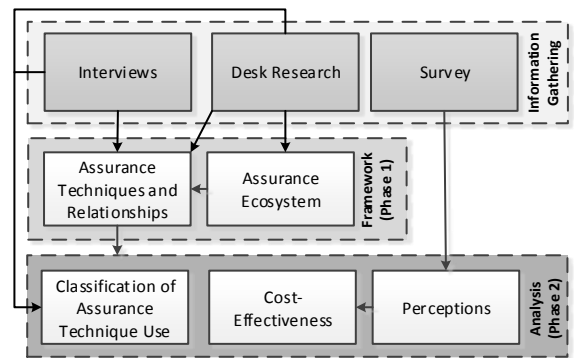 Interviews
Desk Research
Survey
Information
Gathering
Assurance
Techniques and
Relationships
Assurance
Ecosystem
Framework
(Phase 1)
Classification of
Assurance
Technique Use
Cost-
Effectiveness
Perceptions
Analysis
(Phase 2)